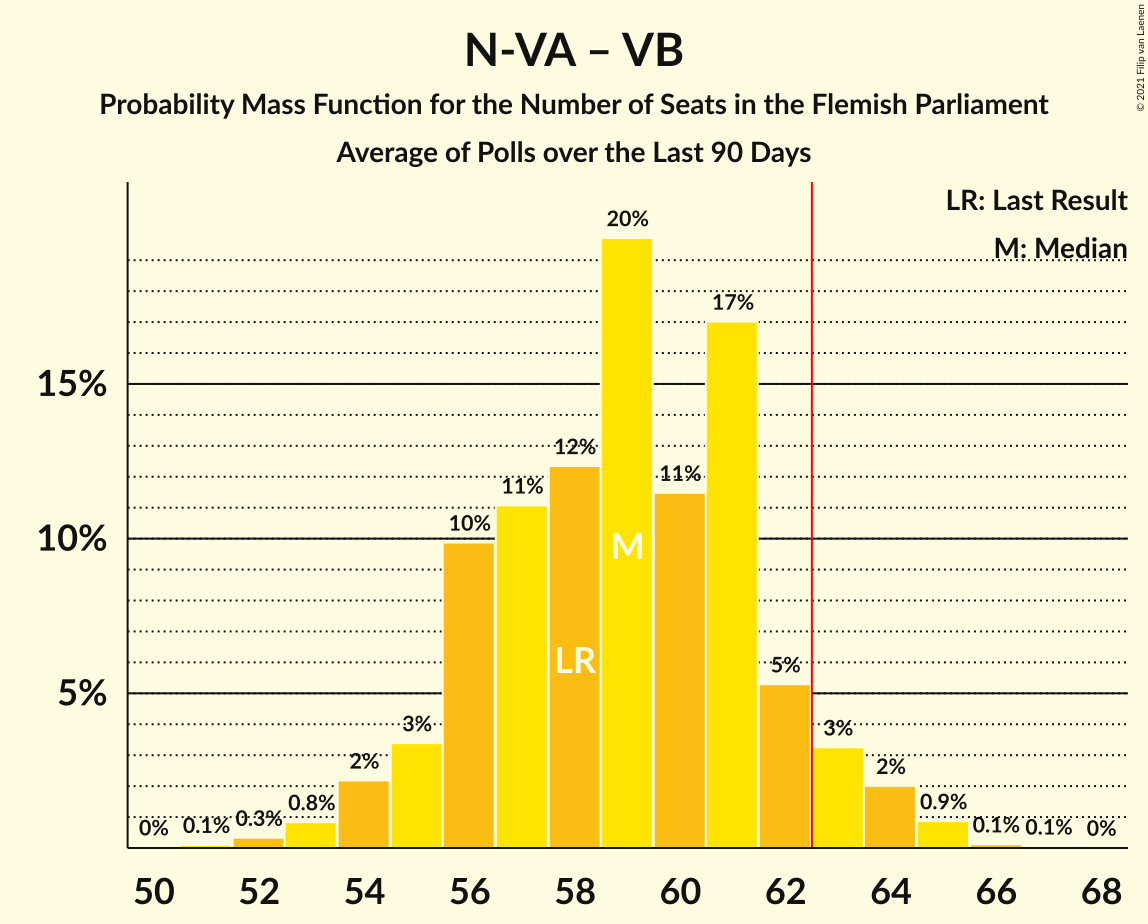 N-VA – VB
Probability Mass Function for the Number of Seats in the Flemish Parliament
Average of Polls over the Last 90 Days
© 2021 Filip van Laenen
LR: Last Result
M: Median
15%
10%
5%
0%
0.1%
0.3%
0.8%
2%
3%
10%
11%
12%
20%
11%
17%
5%
3%
2%
0.9%
0.1%
0.1%
0%
M
LR
50 52 54 56 58 60 62 64 66 68